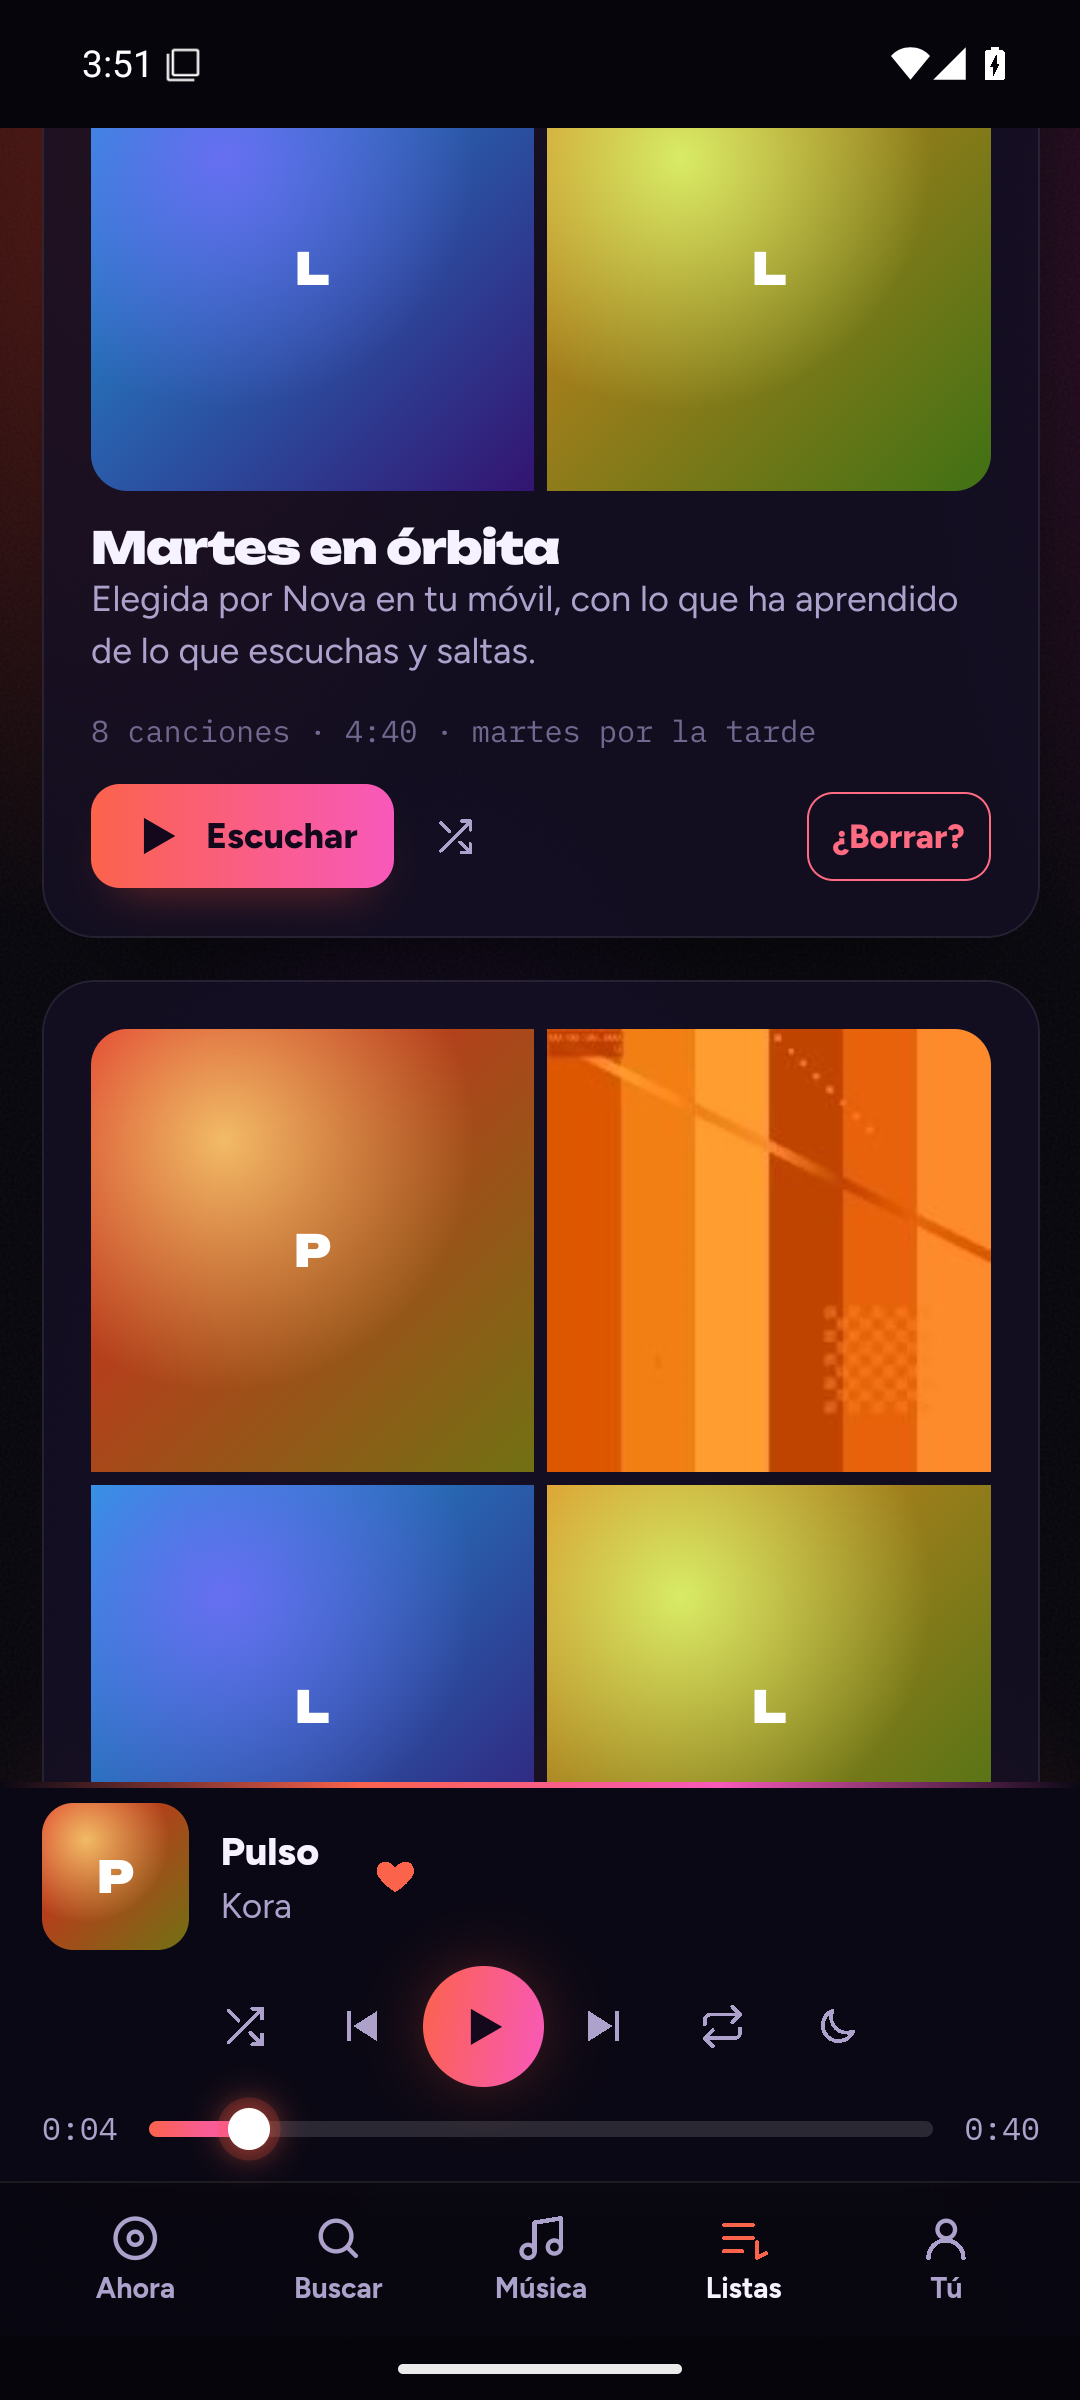 3:51
L
L
Martes en órbita
Elegida por Nova en tu móvil, con lo que ha aprendido
de lo que escuchas y saltas.
8 canciones · 4:40 · martes por la tarde
Escuchar
¿Borrar?
P
L
L
P
Pulso
Kora
0:04
0:40
Ahora
Buscar
Música
Listas
Tú